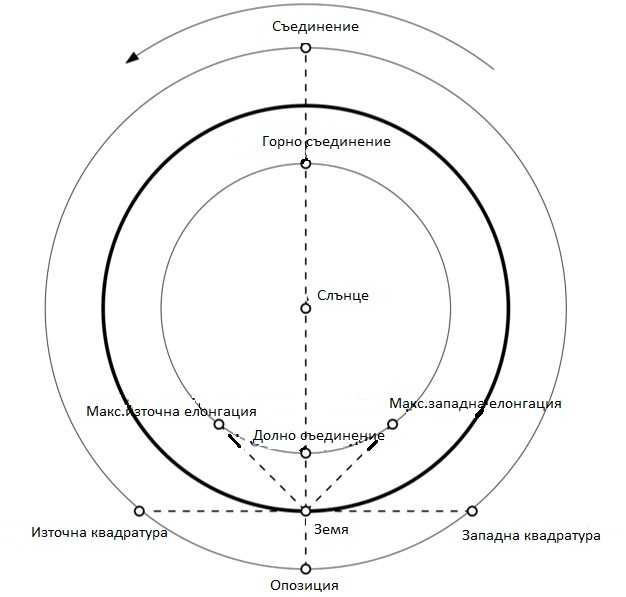 Съединение
Горно съединение
Слънце
Макс.източна елонгация
Макс.западна елонгация
Долно съединение
Източна квадратура
Земя
Западна квадратура
Опозиция